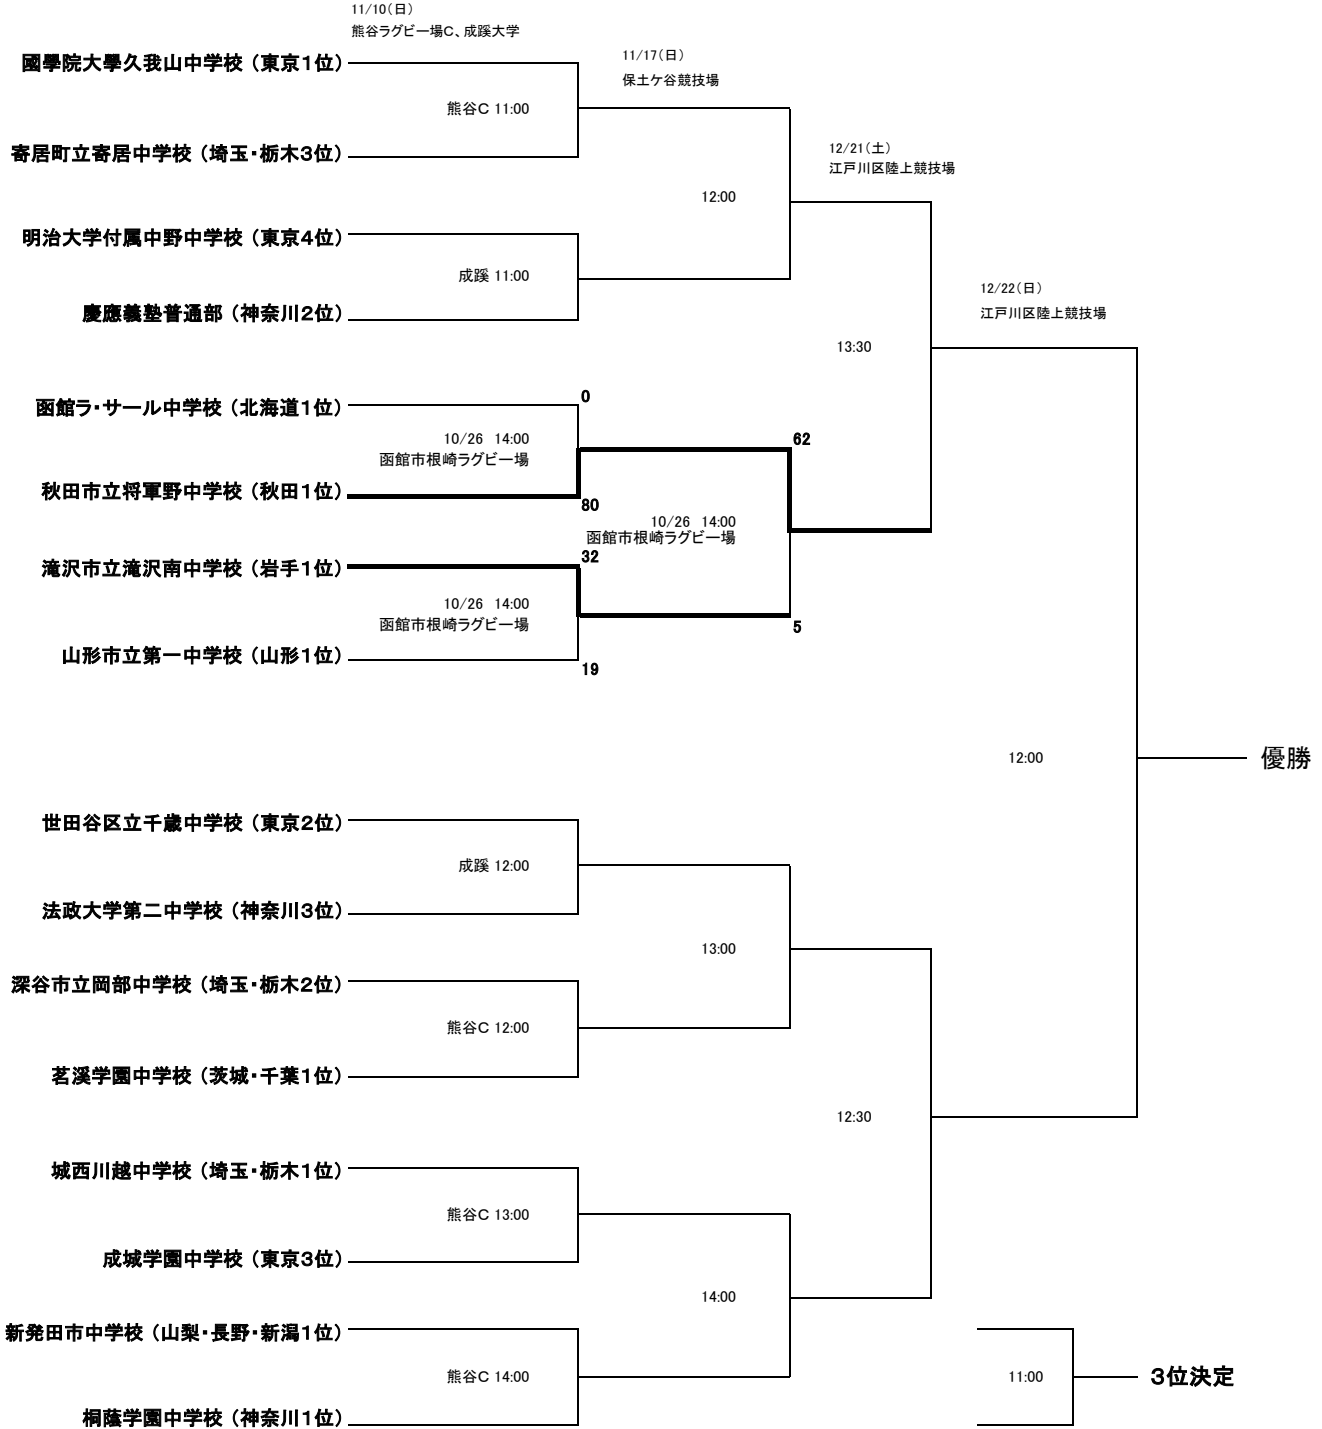 11/10(日)
熊谷ラグビー場C、成蹊大学
11/17(日)
保土ケ谷競技場
國學院大學久我山中学校（東京1位）
熊谷C 11:00
寄居町立寄居中学校（埼玉・栃木3位）
12/21(土)
江戸川区陸上競技場
12:00
明治大学付属中野中学校（東京4位）
成蹊 11:00
慶應義塾普通部（神奈川2位）
12/22(日)
江戸川区陸上競技場
13:30
函館ラ・サール中学校（北海道1位）
0
10/26 14:00
函館市根崎ラグビー場
62
秋田市立将軍野中学校（秋田1位）
80
10/26 14:00
函館市根崎ラグビー場
32
滝沢市立滝沢南中学校（岩手1位）
10/26 14:00
函館市根崎ラグビー場
5
山形市立第一中学校（山形1位）
19
12:00
優勝
世田谷区立千歳中学校（東京2位）
成蹊 12:00
法政大学第二中学校（神奈川3位）
13:00
深谷市立岡部中学校（埼玉・栃木2位）
熊谷C 12:00
茗溪学園中学校（茨城・千葉1位）
12:30
城西川越中学校（埼玉・栃木1位）
熊谷C 13:00
成城学園中学校（東京3位）
14:00
新発田市中学校（山梨・長野・新潟1位）
熊谷C 14:00
11:00
3位決定
桐蔭学園中学校（神奈川1位）